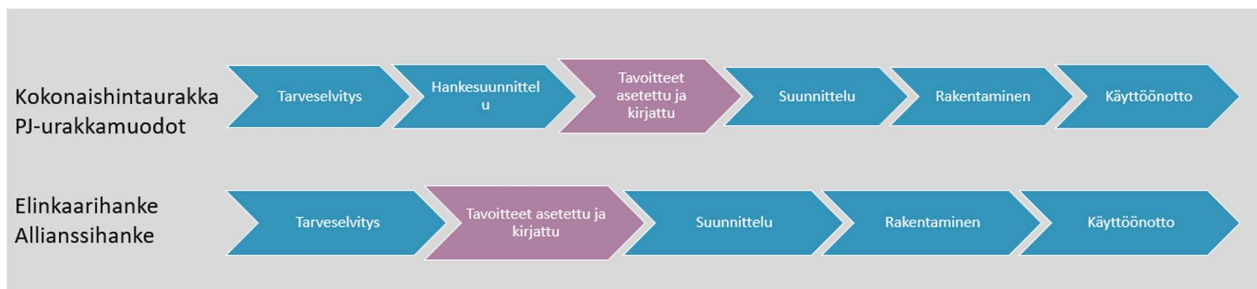 Kokonaishintaurakka
PJ-urakkamuodot
Tarveselvitys
Hankesuunnittel
u
Tavoitteet
asetettu ja
kirjattu
Suunnittelu
Rakentaminen
Käyttöönotto
Elinkaarihanke
Allianssihanke
Tarveselvitys
Tavoitteet asetettu ja
kirjattu
Suunnittelu
Rakentaminen
Käyttöönotto